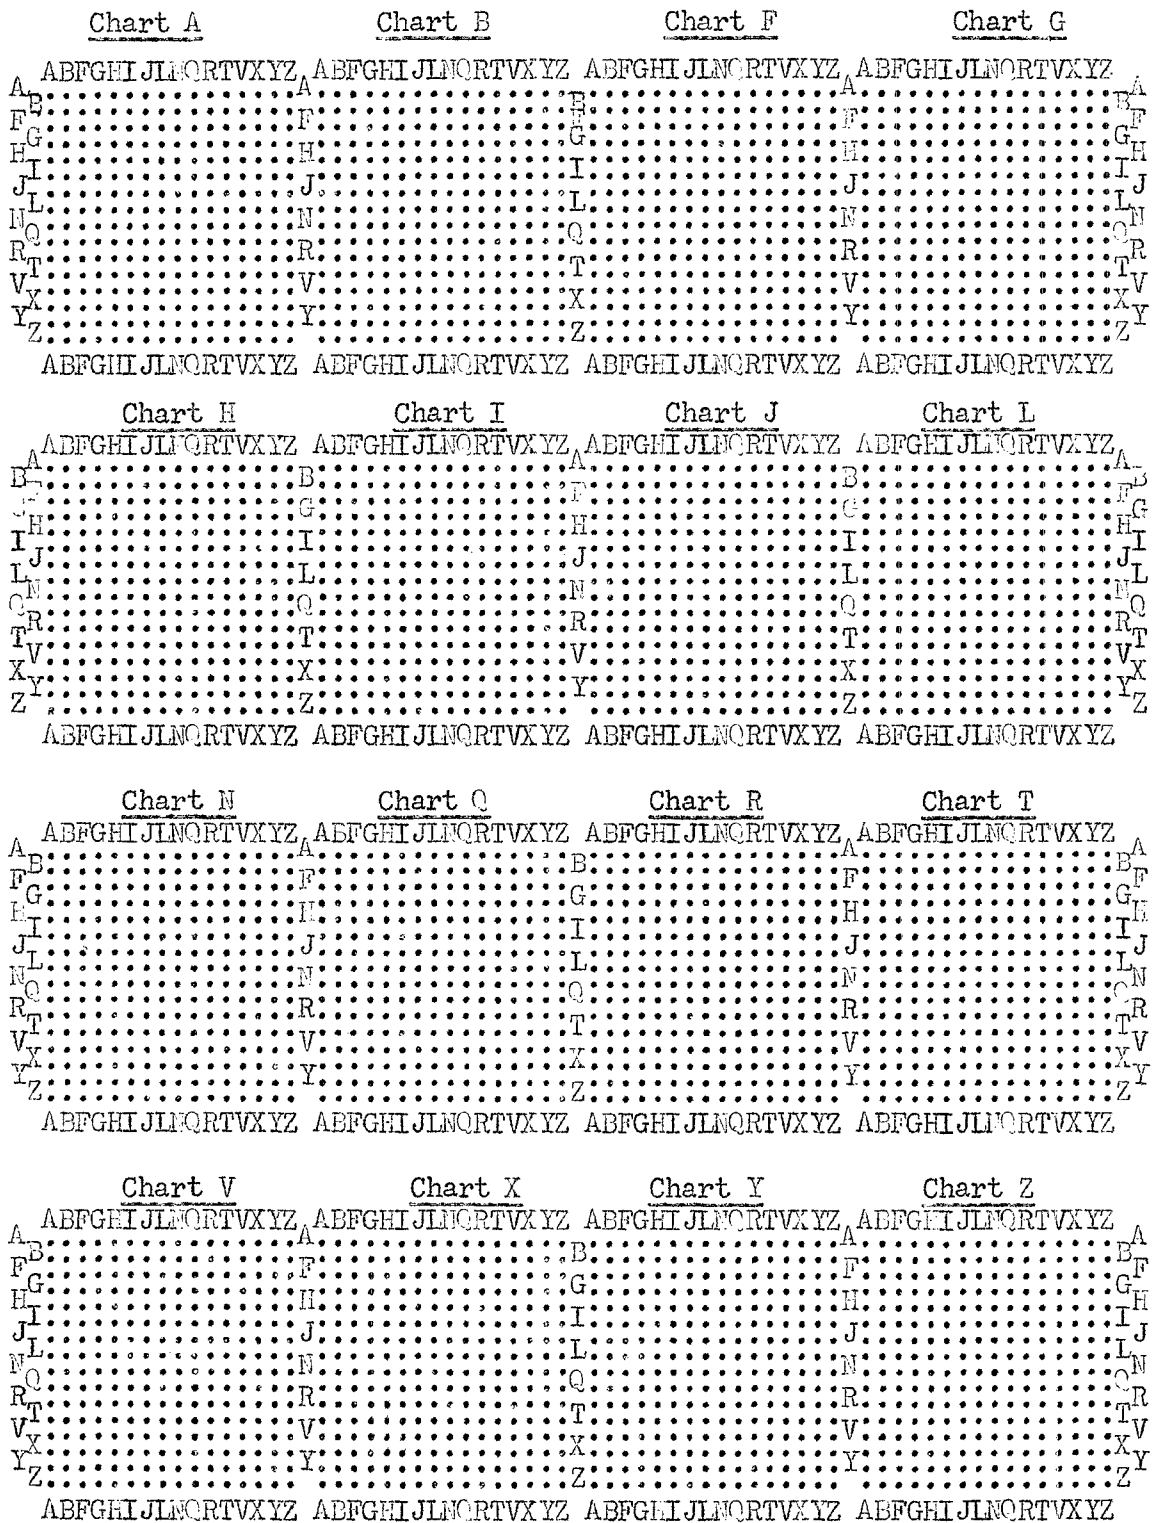 Chart A Chart B Chart F Chart G
ABFGHIJLNQRTVXYZ ABFGHIJLNQRTVXYZ ABFGHIJLNQRTVXYZ ABFGHIJLNQRTVXYZ
A A A A
B B B
F F F F
G G G
H H H H
I I I
J J J J
L L L
N N N N
Q Q Q
R R R R
T T T
V V V V
X X X
Y Y Y Y
Z Z Z
ABFGHIJLNQRTVXYZ ABFGHIJLNQRTVXYZ ABFGHIJLNQRTVXYZ ABFGHIJLNQRTVXYZ
Chart H Chart I Chart J Chart L
ABFGHIJLNQRTVXYZ ABFGHIJLNQRTVXYZ ABFGHIJLNQRTVXYZ ABFGHIJLNQRTVXYZ
A A A
B B B B
F F
G G G
H H H
I I I I
J J J
L L L L
N N N
Q Q Q Q
R R R
T T T T
V V V
X X X X
Y Y Y
Z Z Z Z
ABFGHIJLNQRTVXYZ ABFGHIJLNQRTVXYZ ABFGHIJLNQRTVXYZ ABFGHIJLNQRTVXYZ
Chart N Chart Q Chart R Chart T
ABFGHIJLNQRTVXYZ ABFGHIJLNQRTVXYZ ABFGHIJLNQRTVXYZ ABFGHIJLNQRTVXYZ
A A A A
B B B
F F F F
G G G
H H H H
I I I
J J J J
L L L
N N N N
Q Q Q
R R R R
T T T
V V V V
X X X
Y Y Y Y
Z Z Z
ABFGHIJLNQRTVXYZ ABFGHIJLNQRTVXYZ ABFGHIJLNQRTVXYZ ABFGHIJLNQRTVXYZ
Chart V Chart X Chart Y Chart Z
ABFGHIJLNQRTVXYZ ABFGHIJLNQRTVXYZ ABFGHIJLNQRTVXYZ ABFGHIJLNQRTVXYZ
A A A A
B B B
F F F F
G G G
H H H H
I I I
J J J J
L L L
N N N N
Q Q Q
R R R R
T T T
V V V V
X X X
Y Y Y Y
Z Z Z
ABFGHIJLNQRTVXYZ ABFGHIJLNQRTVXYZ ABFGHIJLNQRTVXYZ ABFGHIJLNQRTVXYZ